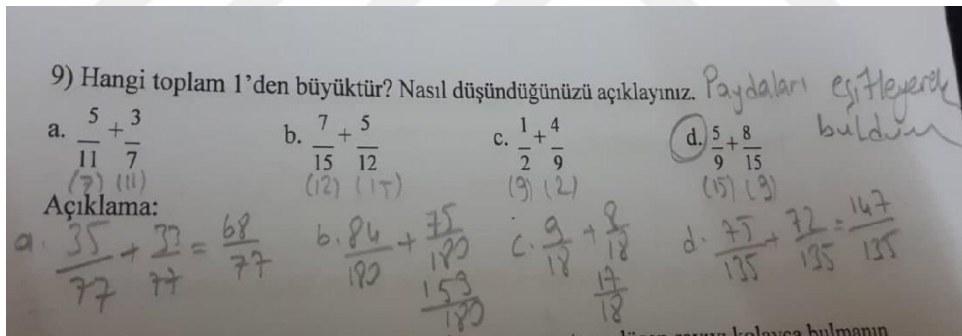 9) Hangi toplam 1'den büyüktür? Nasıl düşündüğünüzü açıklayınız. Paydaları eşitleyerek
buldum
a. 5/11 + 3/7 b. 7/15 + 5/12 c. 1/2 + 4/9 d. 5/9 + 8/15
(7) (11) (12) (15) (9) (2) (15) (9)
Açıklama:
a. 35/77 + 33/77 = 68/77 b. 84/180 + 75/180 153/180 c. 9/18 + 8/18 17/18 d. 75/135 + 72/135 = 147/135
kolayca bulmanın